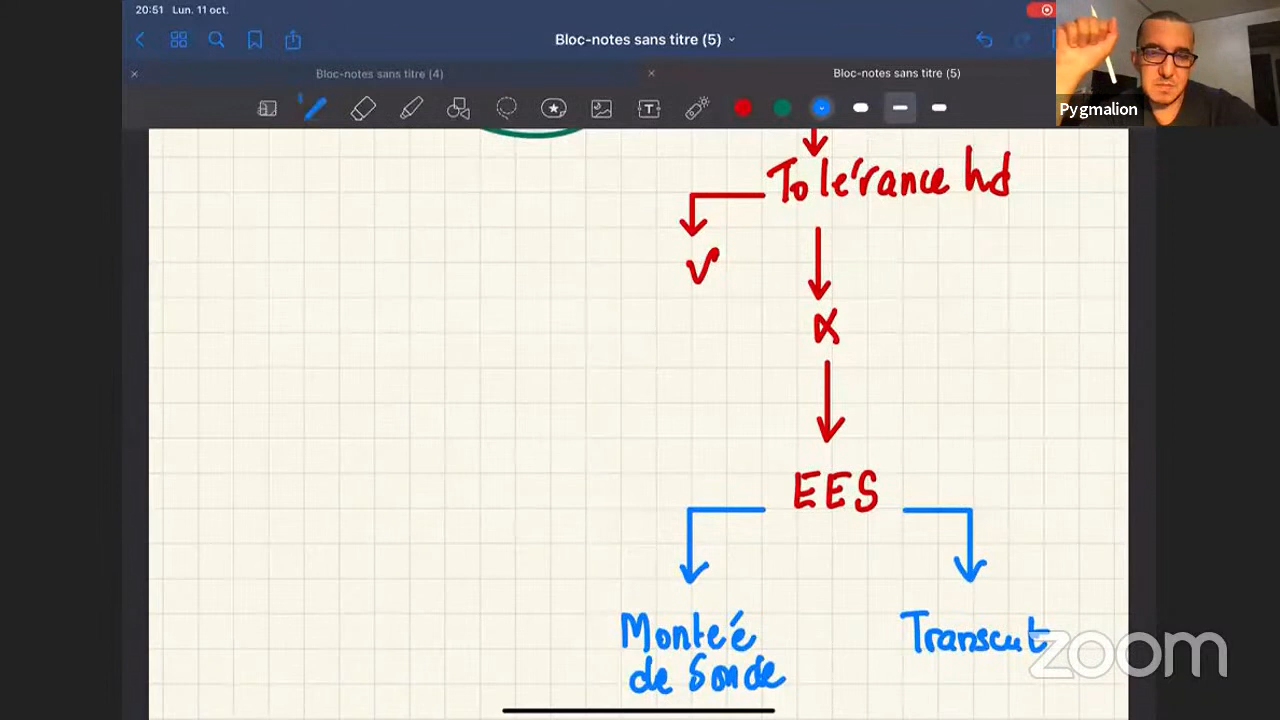 20:51 Lun. 11 oct.
Bloc-notes sans titre (5)
Bloc-notes sans titre (4)
Bloc-notes sans titre (5)
Pygmalion
Tolérance hd
EES
Montée
de Sonde
Transcut
zoom